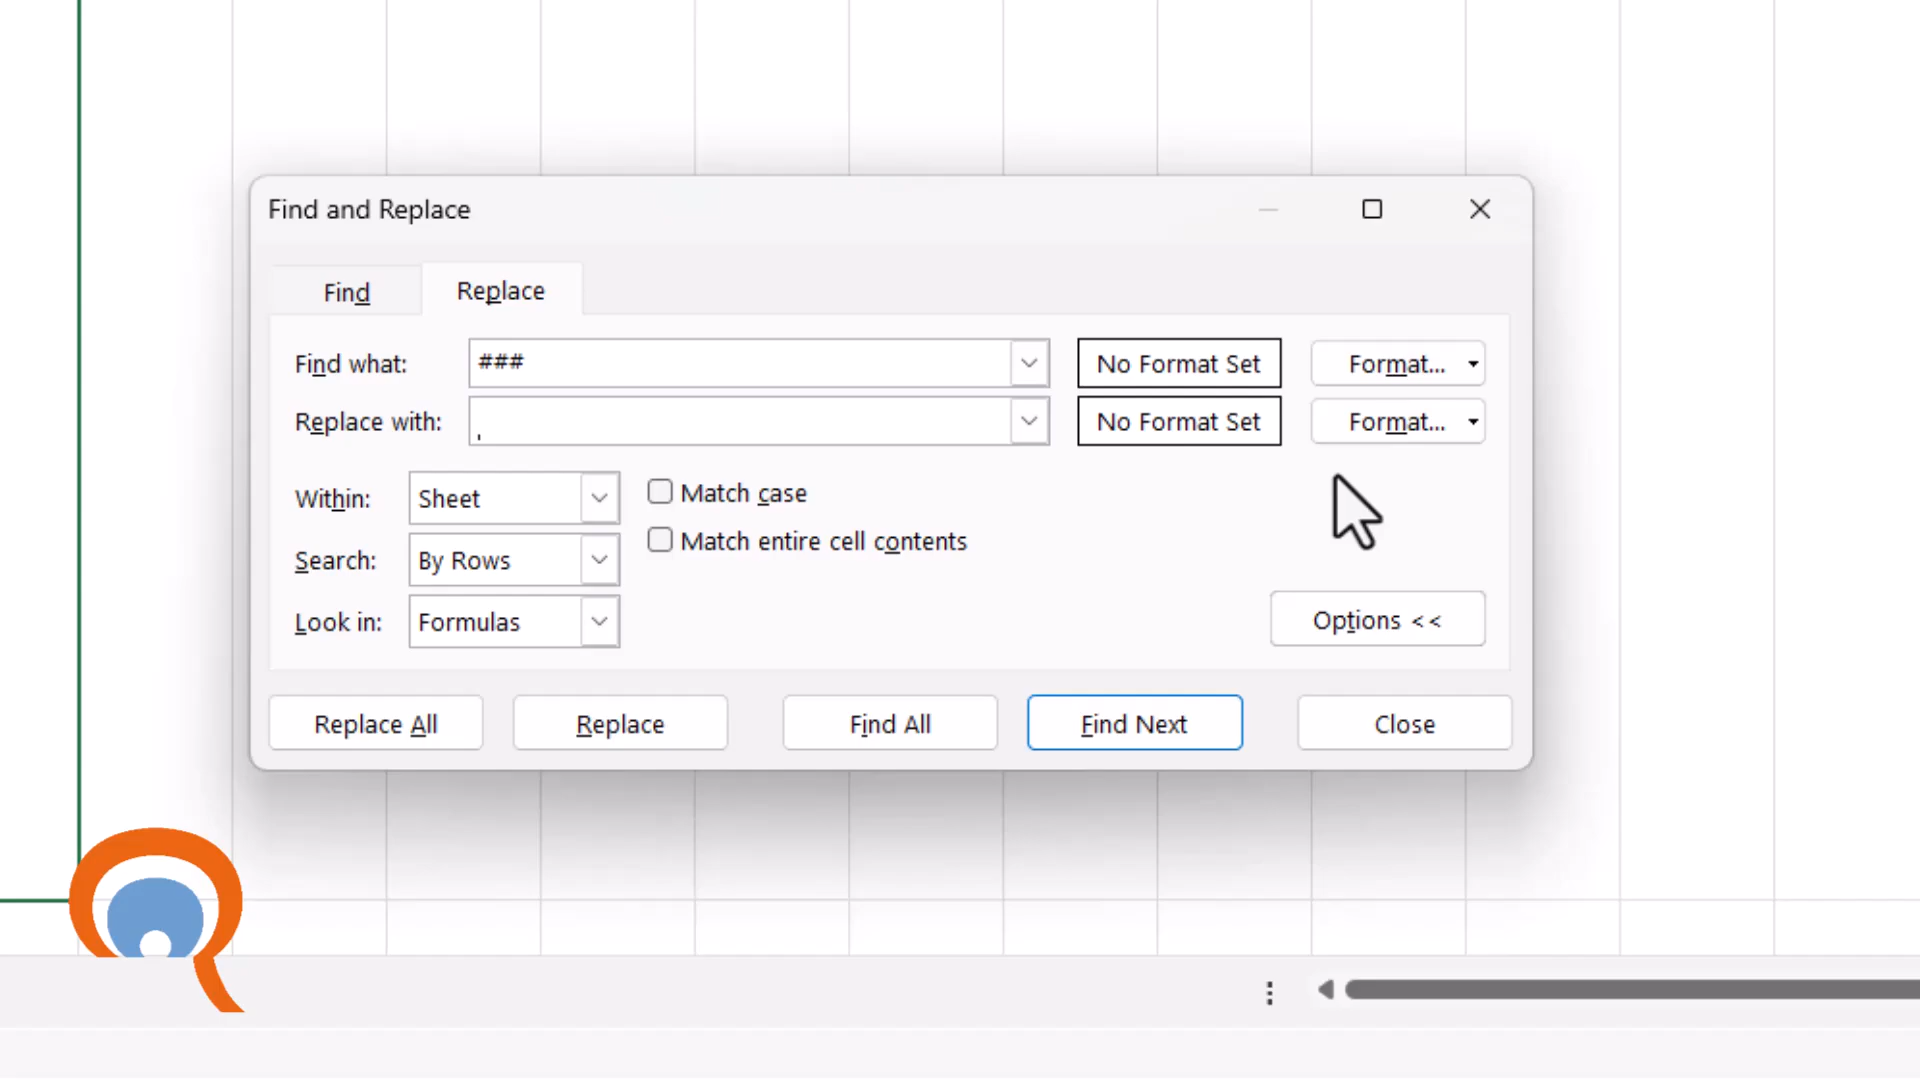 Find and Replace
Find
Replace
Find what:
###
No Format Set
Format...
Replace with:
,
No Format Set
Format...
Within:
Sheet
Match case
Search:
By Rows
Match entire cell contents
Look in:
Formulas
Options <<
Replace All
Replace
Find All
Find Next
Close